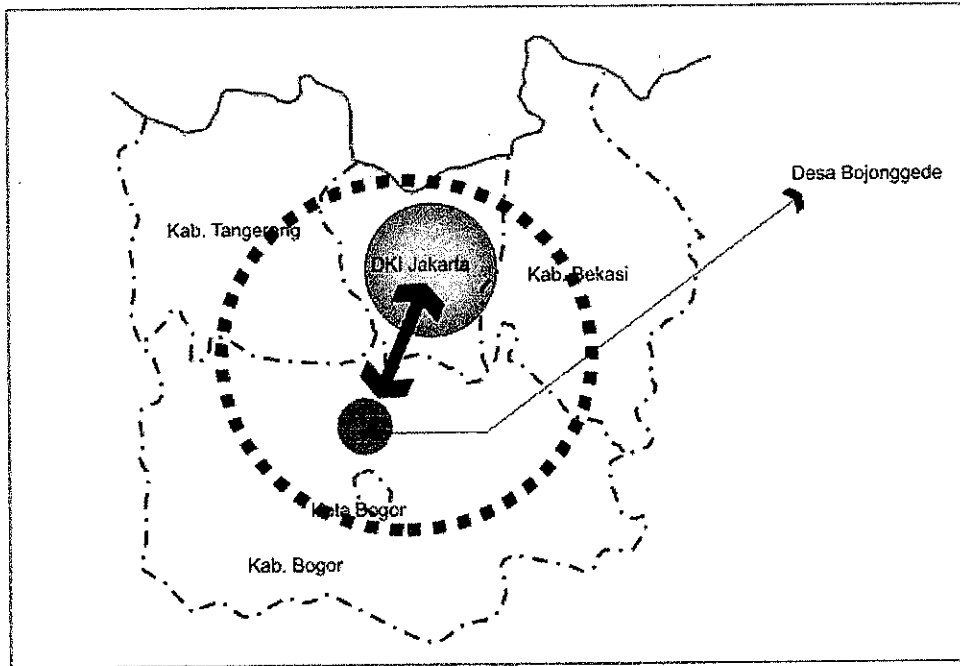 Desa Bojonggede
Kab. Tangerang
DKI Jakarta
Kab. Bekasi
Kota Bogor
Kab. Bogor